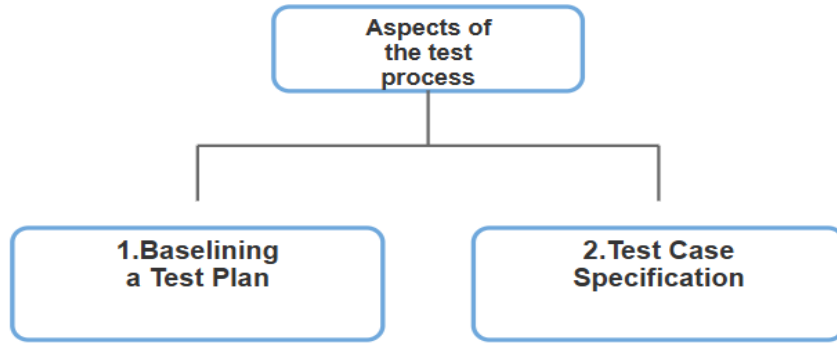 Aspects of
the test
process
1.Baselining
a Test Plan
2.Test Case
Specification